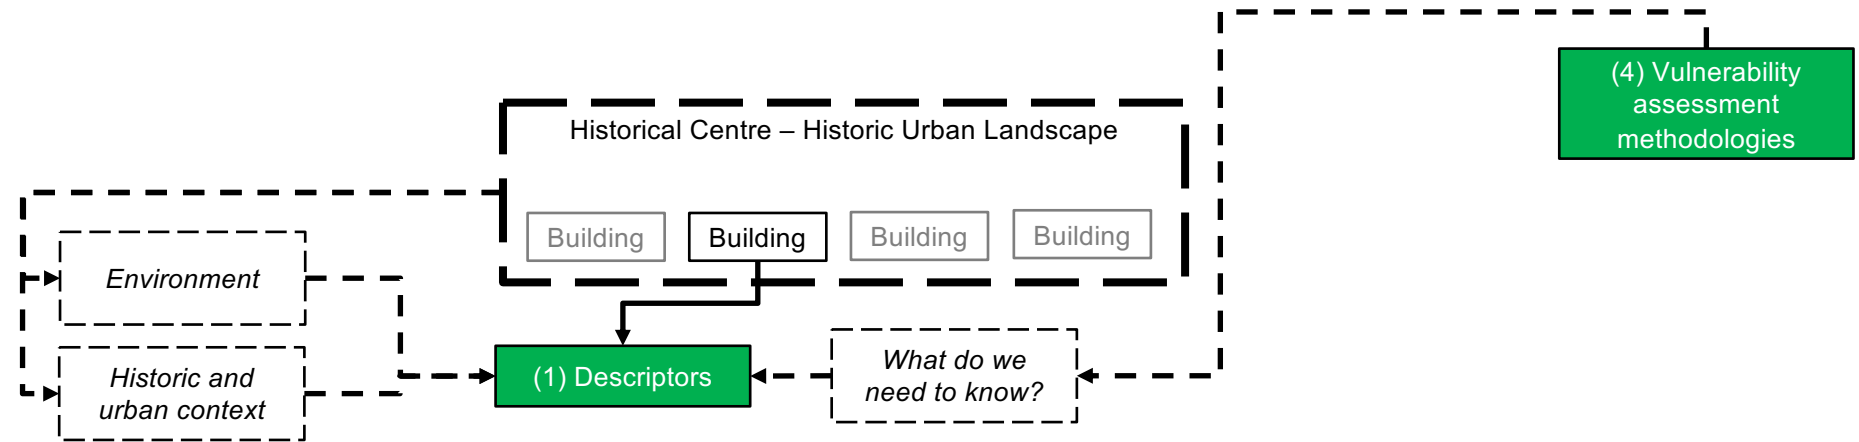 (4) Vulnerability
assessment
methodologies
Historical Centre – Historic Urban Landscape
Building
Building
Building
Building
Environment
Historic and
urban context
(1) Descriptors
What do we
need to know?